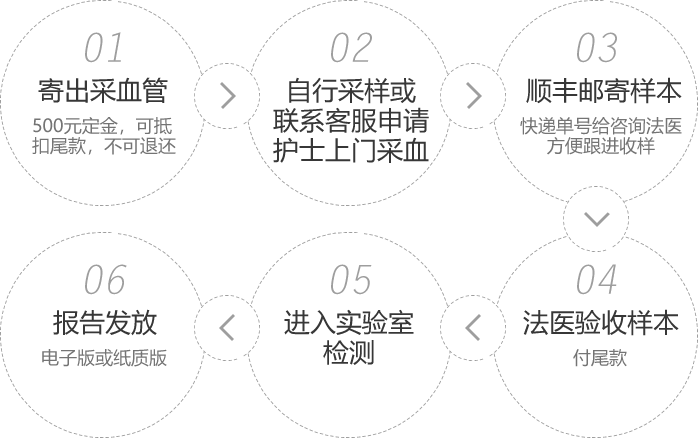 01
寄出采血管
500元定金，可抵
扣尾款，不可退还
02
自行采样或
联系客服申请
护士上门采血
03
顺丰邮寄样本
快递单号给咨询法医
方便跟进收样
04
法医验收样本
付尾款
05
进入实验室
检测
06
报告发放
电子版或纸质版